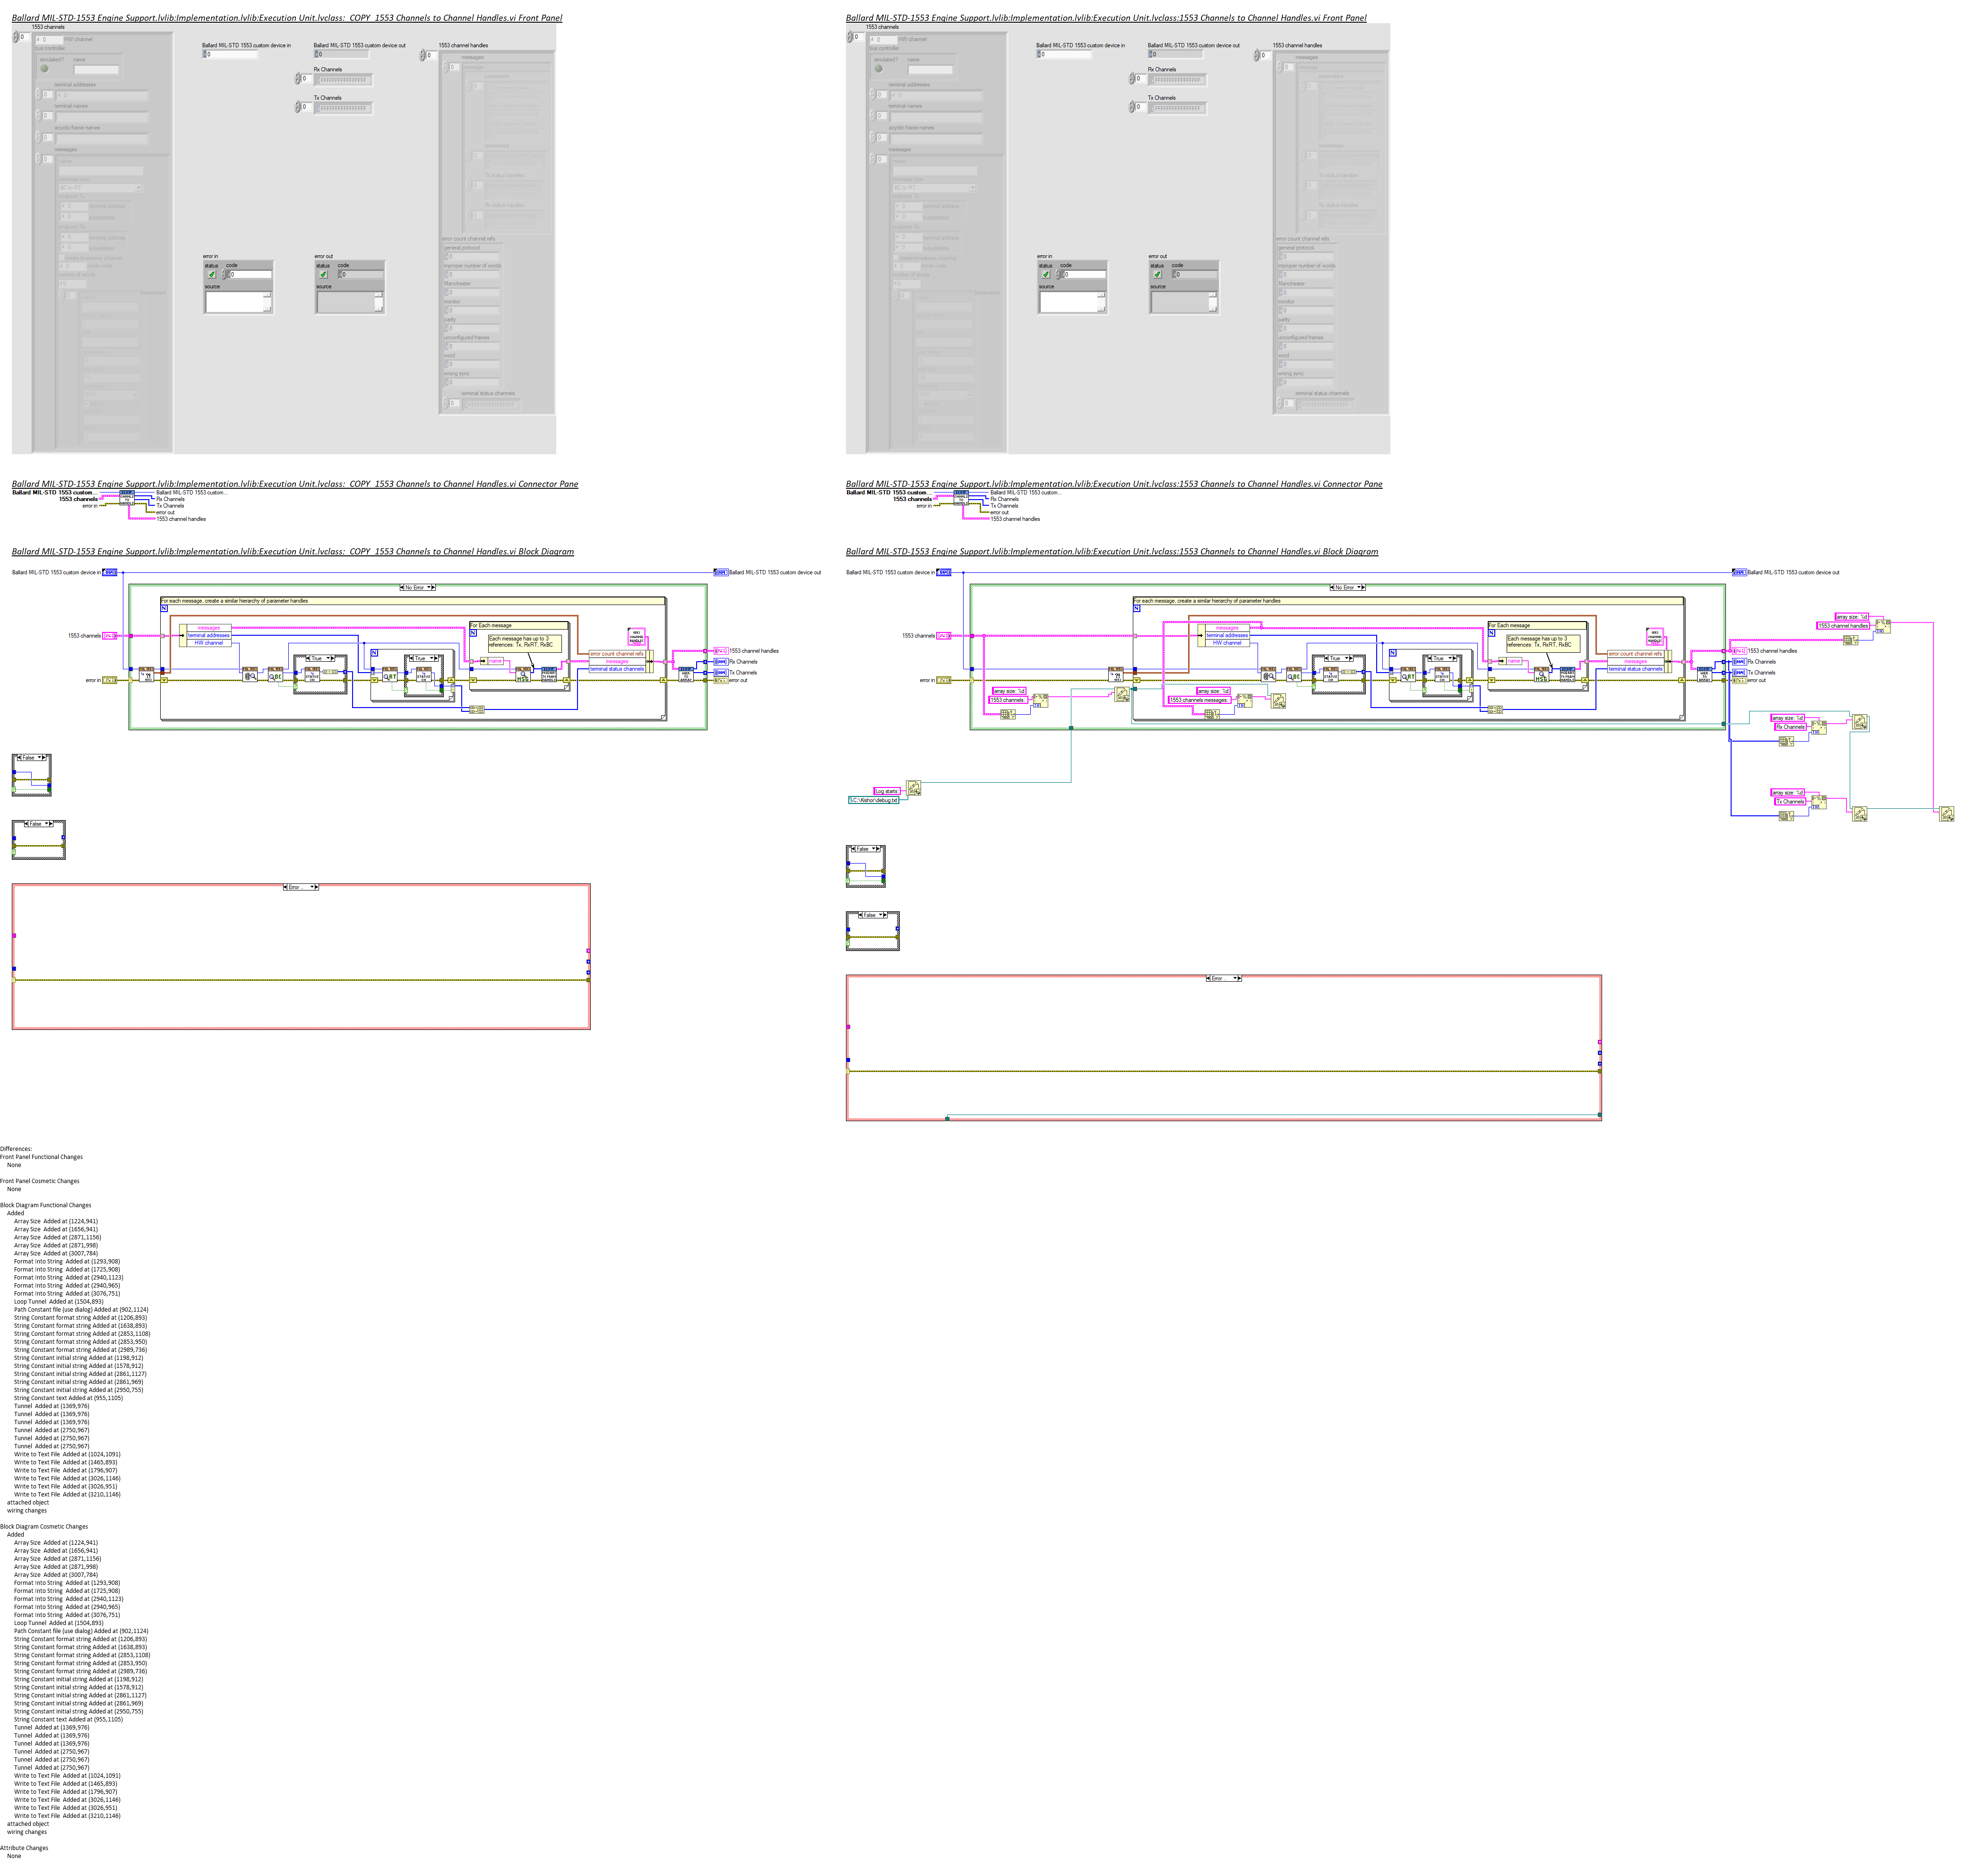 Ballard MIL-STD-1553 Engine Support.lvlib:Implementation.lvlib:Execution Unit.lvclass:_COPY_1553 Channels to Channel Handles.vi Front Panel
1553 channels
HW channel
bus controller
simulated? name
terminal addresses
terminal names
acyclic frame names
messages
name
BC to RT
terminal address
Ballard MIL-STD 1553 custom device in
Ballard MIL-STD 1553 custom device out
Rx Channels
Tx Channels
error in
status code
source
error out
status code
source
1553 channel handles
messages
parameters
Tx status handles
Rx status handles
error count channel refs
general protocol
improper number of words
Manchester
monitor
parity
unconfigured frames
word
wrong sync
terminal status channels
Ballard MIL-STD-1553 Engine Support.lvlib:Implementation.lvlib:Execution Unit.lvclass:1553 Channels to Channel Handles.vi Front Panel
1553 channels
HW channel
bus controller
simulated? name
terminal addresses
terminal names
acyclic frame names
messages
BC to RT
Ballard MIL-STD 1553 custom device in
Ballard MIL-STD 1553 custom device out
Rx Channels
Tx Channels
error in
status code
source
error out
status code
source
1553 channel handles
messages
parameters
Tx status handles
Rx status handles
error count channel refs
general protocol
improper number of words
Manchester
monitor
parity
unconfigured frames
word
wrong sync
terminal status channels
Ballard MIL-STD-1553 Engine Support.lvlib:Implementation.lvlib:Execution Unit.lvclass:_COPY_1553 Channels to Channel Handles.vi Connector Pane
Ballard MIL-STD 1553 custom...
1553 channels
error in
Ballard MIL-STD 1553 custom...
Rx Channels
Tx Channels
error out
1553 channel handles
Ballard MIL-STD-1553 Engine Support.lvlib:Implementation.lvlib:Execution Unit.lvclass:1553 Channels to Channel Handles.vi Connector Pane
Ballard MIL-STD 1553 custom...
1553 channels
error in
Ballard MIL-STD 1553 custom...
Rx Channels
Tx Channels
error out
1553 channel handles
Ballard MIL-STD-1553 Engine Support.lvlib:Implementation.lvlib:Execution Unit.lvclass:_COPY_1553 Channels to Channel Handles.vi Block Diagram
Ballard MIL-STD 1553 custom device in
Ballard MIL-STD 1553 custom device out
No Error
For each message, create a similar hierarchy of parameter handles
1553 channels
messages
terminal addresses
HW channel
True
True
For Each message
Each message has up to 3
references: Tx, RxRT, RxBC
name
error count channel refs
messages
terminal status channels
1553 channel handles
Rx Channels
Tx Channels
error out
error in
False
False
Error
Ballard MIL-STD-1553 Engine Support.lvlib:Implementation.lvlib:Execution Unit.lvclass:1553 Channels to Channel Handles.vi Block Diagram
Ballard MIL-STD 1553 custom device in
Ballard MIL-STD 1553 custom device out
No Error
For each message, create a similar hierarchy of parameter handles
1553 channels
messages
terminal addresses
HW channel
True
True
For Each message
Each message has up to 3
references: Tx, RxRT, RxBC
name
error count channel refs
messages
terminal status channels
array size: %d
1553 channel handles
1553 channel handles
Rx Channels
Tx Channels
error out
error in
array size: %d
1553 channels:
array size: %d
1553 channels messages:
array size: %d
Rx Channels
array size: %d
Tx Channels
Log starts
C:\Kishor\debug.txt
False
False
Error
Differences:
Front Panel Functional Changes
None
Front Panel Cosmetic Changes
None
Block Diagram Functional Changes
Added
Array Size  Added at (1224,941)
Array Size  Added at (1656,941)
Array Size  Added at (2871,1156)
Array Size  Added at (2871,998)
Array Size  Added at (3007,784)
Format Into String  Added at (1293,908)
Format Into String  Added at (1725,908)
Format Into String  Added at (2940,1123)
Format Into String  Added at (2940,965)
Format Into String  Added at (3076,751)
Loop Tunnel  Added at (1504,893)
Path Constant file (use dialog) Added at (902,1124)
String Constant format string Added at (1206,893)
String Constant format string Added at (1638,893)
String Constant format string Added at (2853,1108)
String Constant format string Added at (2853,950)
String Constant format string Added at (2989,736)
String Constant initial string Added at (1198,912)
String Constant initial string Added at (1578,912)
String Constant initial string Added at (2861,1127)
String Constant initial string Added at (2861,969)
String Constant initial string Added at (2950,755)
String Constant text Added at (955,1105)
Tunnel  Added at (1369,976)
Tunnel  Added at (1369,976)
Tunnel  Added at (1369,976)
Tunnel  Added at (2750,967)
Tunnel  Added at (2750,967)
Tunnel  Added at (2750,967)
Write to Text File  Added at (1024,1091)
Write to Text File  Added at (1465,893)
Write to Text File  Added at (1796,907)
Write to Text File  Added at (3026,1146)
Write to Text File  Added at (3026,951)
Write to Text File  Added at (3210,1146)
attached object
wiring changes
Block Diagram Cosmetic Changes
Added
Array Size  Added at (1224,941)
Array Size  Added at (1656,941)
Array Size  Added at (2871,1156)
Array Size  Added at (2871,998)
Array Size  Added at (3007,784)
Format Into String  Added at (1293,908)
Format Into String  Added at (1725,908)
Format Into String  Added at (2940,1123)
Format Into String  Added at (2940,965)
Format Into String  Added at (3076,751)
Loop Tunnel  Added at (1504,893)
Path Constant file (use dialog) Added at (902,1124)
String Constant format string Added at (1206,893)
String Constant format string Added at (1638,893)
String Constant format string Added at (2853,1108)
String Constant format string Added at (2853,950)
String Constant format string Added at (2989,736)
String Constant initial string Added at (1198,912)
String Constant initial string Added at (1578,912)
String Constant initial string Added at (2861,1127)
String Constant initial string Added at (2861,969)
String Constant initial string Added at (2950,755)
String Constant text Added at (955,1105)
Tunnel  Added at (1369,976)
Tunnel  Added at (1369,976)
Tunnel  Added at (1369,976)
Tunnel  Added at (2750,967)
Tunnel  Added at (2750,967)
Tunnel  Added at (2750,967)
Write to Text File  Added at (1024,1091)
Write to Text File  Added at (1465,893)
Write to Text File  Added at (1796,907)
Write to Text File  Added at (3026,1146)
Write to Text File  Added at (3026,951)
Write to Text File  Added at (3210,1146)
attached object
wiring changes
Attribute Changes
None